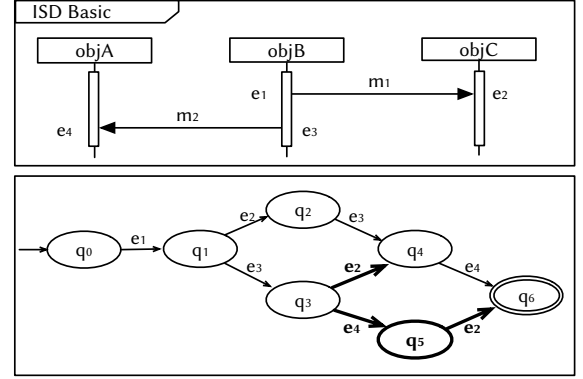 ISD Basic
objA objB objC
e1 m1 e2
e4 m2 e3
q0 e1 q1 e2 q2 e3 q4 e4 q6
e3 q3 e2
e4 q5 e2